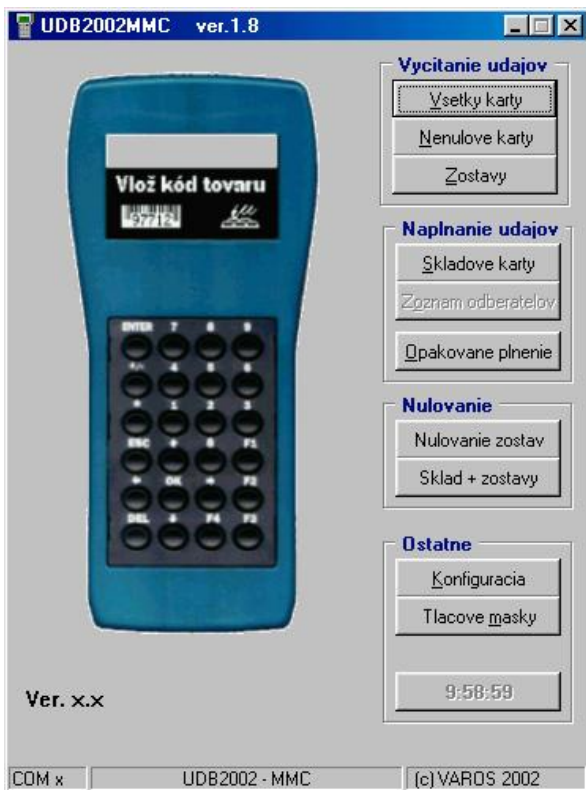 UDB2002MMC ver.1.8
Vlož kód tovaru
97712
ENTER 7 8 9
+/- 4 5 6
* 1 2 3
ESC + 0 F1
OK F2
DEL F4 F3
Ver. x.x
Vycitanie udajov
Vsetky karty
Nenulove karty
Zostavy
Naplnanie udajov
Skladove karty
Zoznam odberatelov
Opakovane plnenie
Nulovanie
Nulovanie zostav
Sklad + zostavy
Ostatne
Konfiguracia
Tlacove masky
9:58:59
COM x
UDB2002 - MMC
(c) VAROS 2002